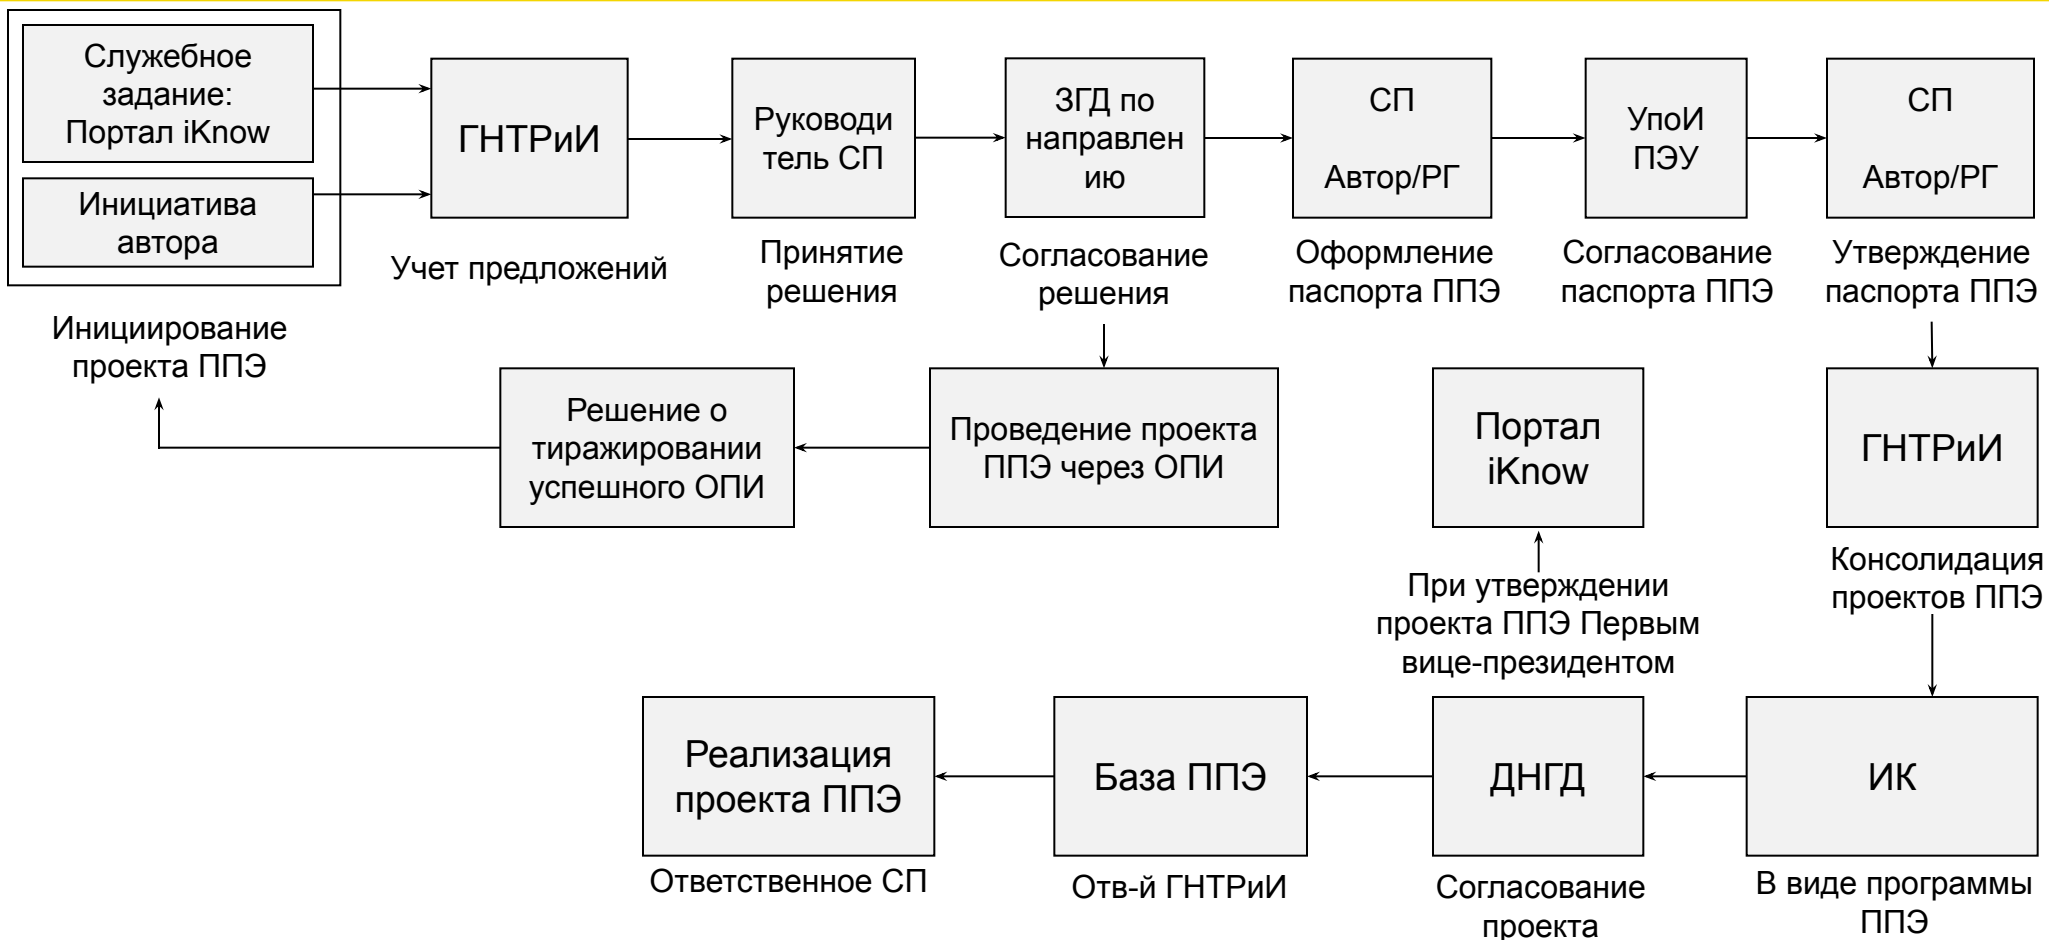 Служебное
задание:
Портал iKnow
Инициатива
автора
Инициирование
проекта ППЭ
ГНТРиИ
Учет предложений
Руководи
тель СП
Принятие
решения
ЗГД по
направлен
ию
Согласование
решения
СП
Автор/РГ
Оформление
паспорта ППЭ
УпоИ
ПЭУ
Согласование
паспорта ППЭ
СП
Автор/РГ
Утверждение
паспорта ППЭ
Решение о
тиражировании
успешного ОПИ
Проведение проекта
ППЭ через ОПИ
Портал
iKnow
При утверждении
проекта ППЭ Первым
вице-президентом
ГНТРиИ
Консолидация
проектов ППЭ
Реализация
проекта ППЭ
Ответственное СП
База ППЭ
Отв-й ГНТРиИ
ДНГД
Согласование
проекта
ИК
В виде программы
ППЭ